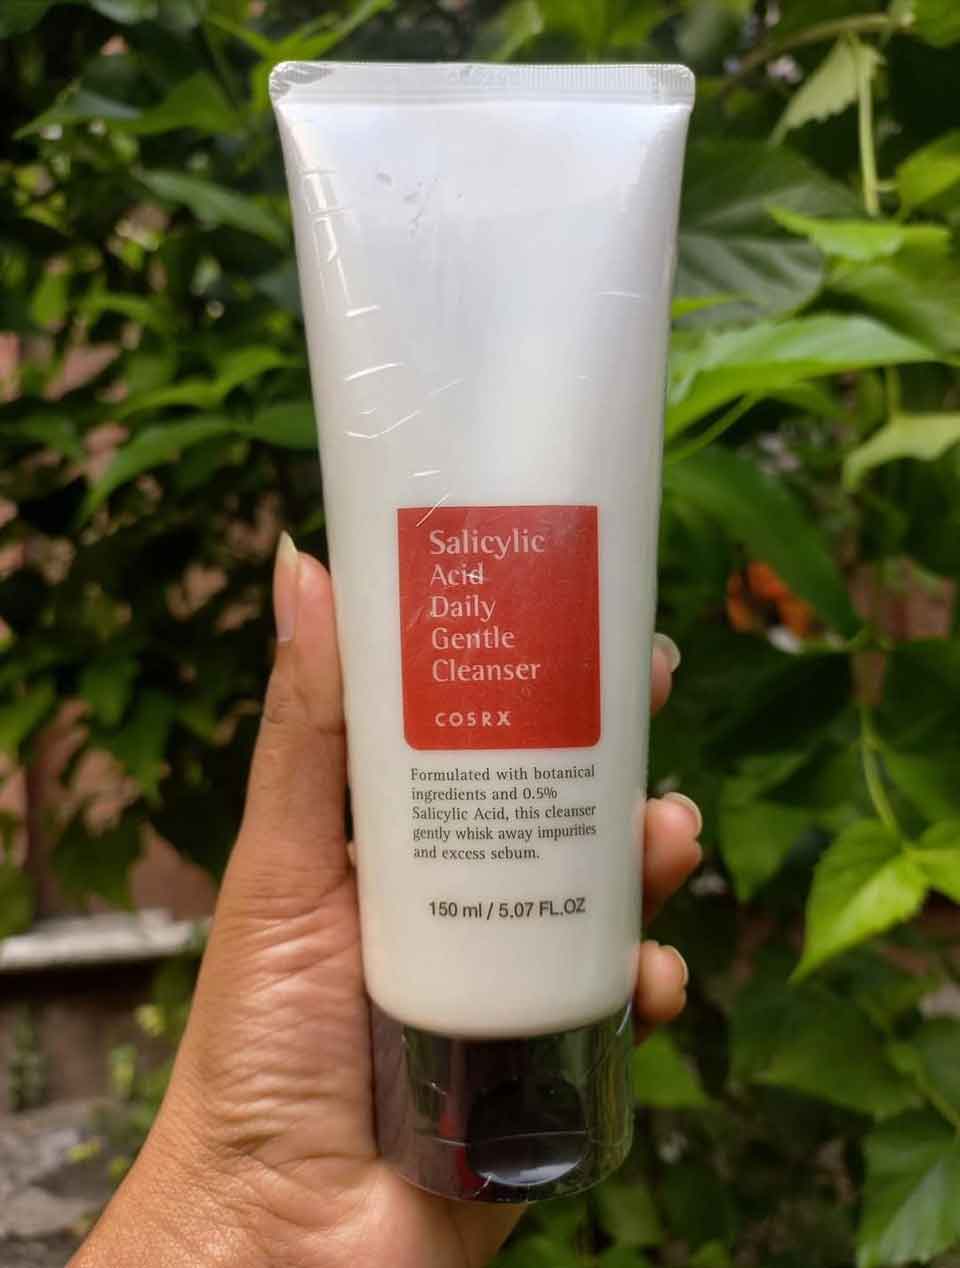 Salicylic
Acid
Daily
Gentle
Cleanser
COSRX
Formulated with botanical
ingredients and 0.5%
Salicylic Acid, this cleanser
gently whisk away impurities
and excess sebum.
150 ml / 5.07 FL.OZ